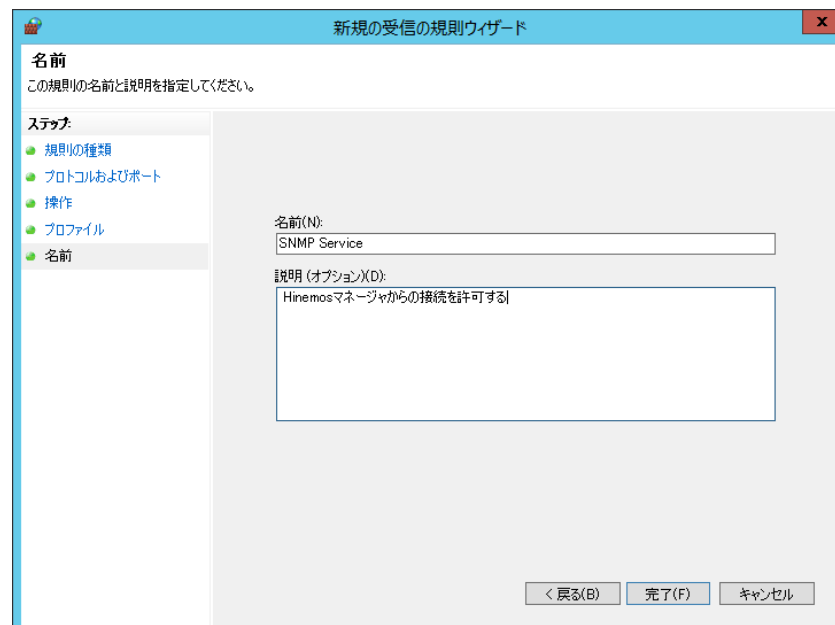 新規の受信の規則ウィザード
x
名前
この規則の名前と説明を指定してください。
ステップ:
規則の種類
プロトコルおよびポート
操作
プロファイル
名前
名前(N):
SNMP Service
説明 (オプション)(D):
Hinemosマネージャからの接続を許可する
< 戻る(B)
完了(F)
キャンセル